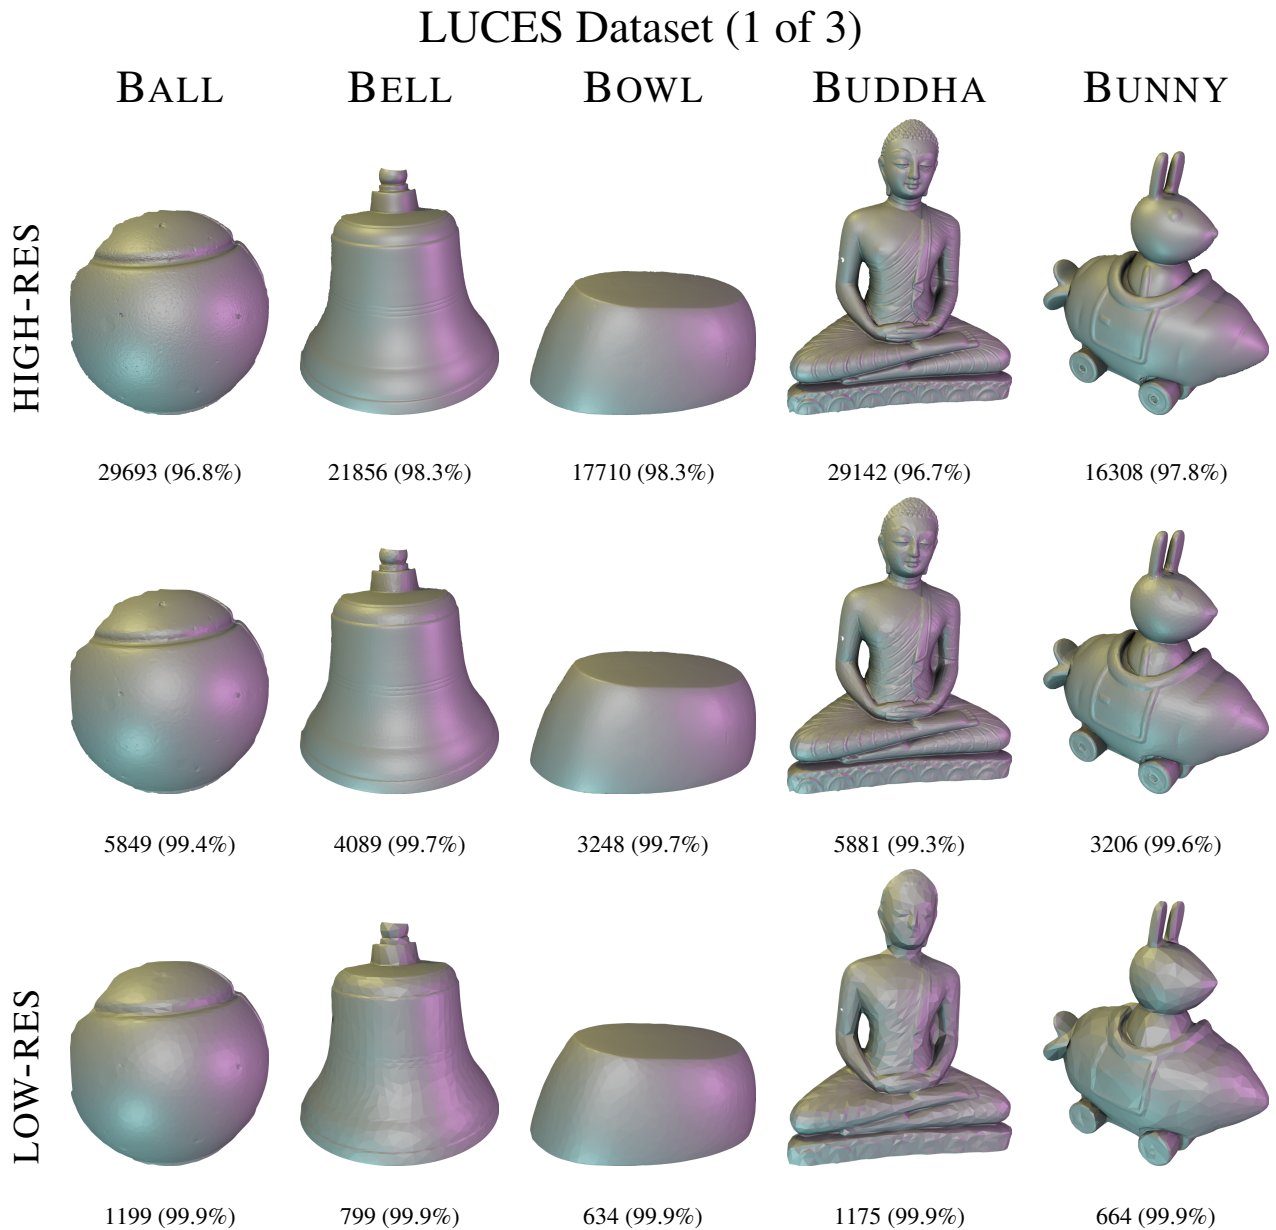 LUCES Dataset (1 of 3)
BALL BELL BOWL BUDDHA BUNNY
HIGH-RES
29693 (96.8%) 21856 (98.3%) 17710 (98.3%) 29142 (96.7%) 16308 (97.8%)
5849 (99.4%) 4089 (99.7%) 3248 (99.7%) 5881 (99.3%) 3206 (99.6%)
LOW-RES
1199 (99.9%) 799 (99.9%) 634 (99.9%) 1175 (99.9%) 664 (99.9%)